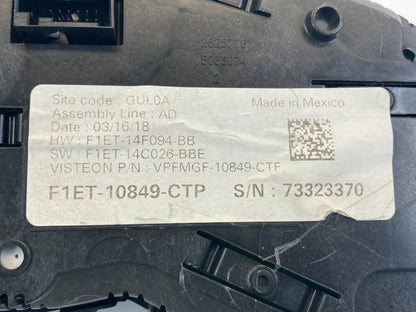 Site code : GUL0A
Made in Mexico.
Assembly Line : AD
Date : 03/16/18
HW : F1ET-14F094-BB
SW : F1ET-14C026-BBE
VISTEON P/N : VPFMGF-10849-CTF
F1ET-10849-CTP S/N : 73323370